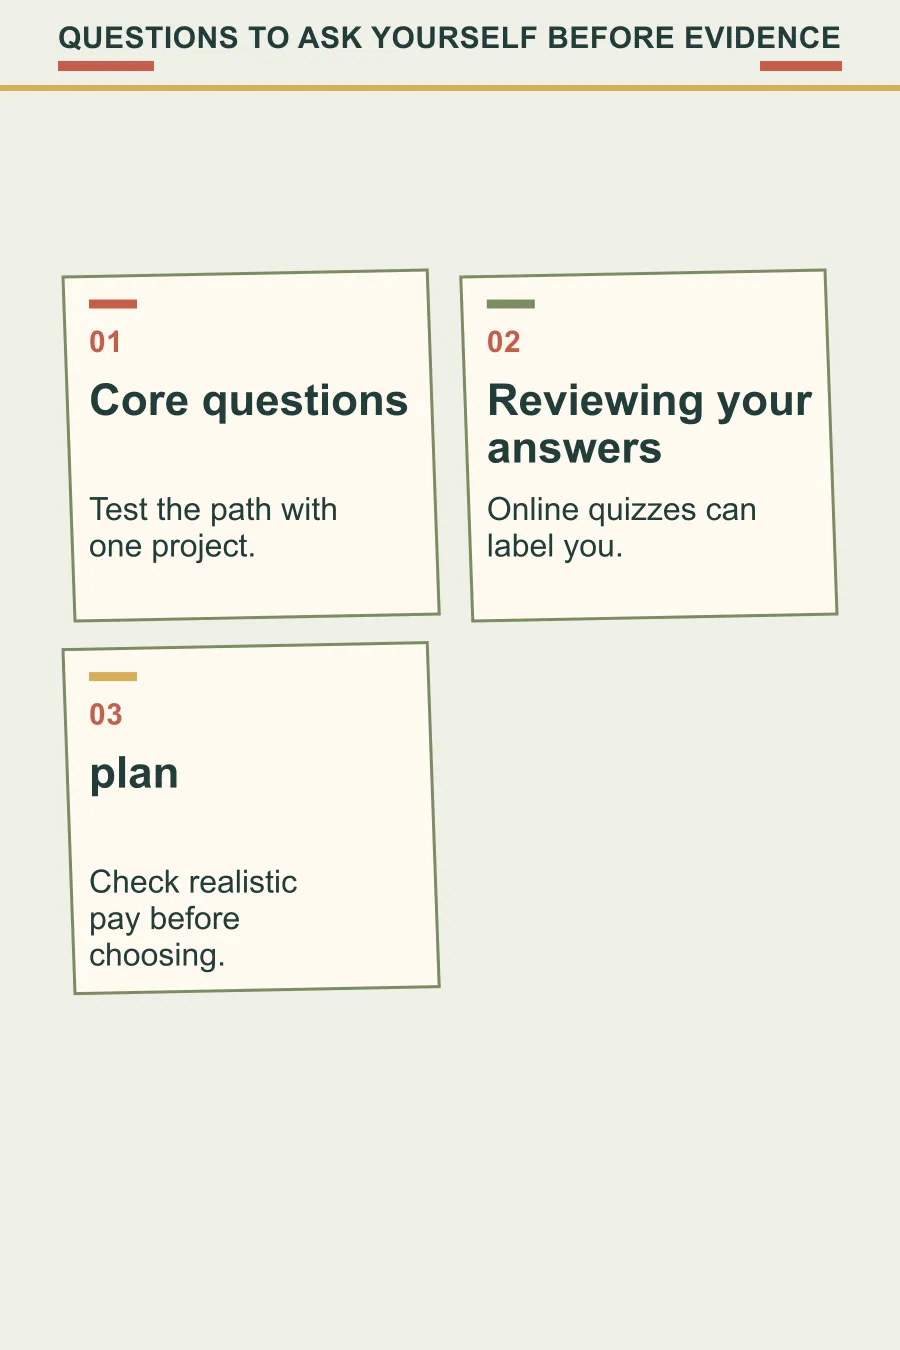 QUESTIONS TO ASK YOURSELF BEFORE EVIDENCE
01
Core questions
Test the path with
one project.
02
Reviewing your
answers
Online quizzes can
label you.
03
plan
Check realistic
pay before
choosing.